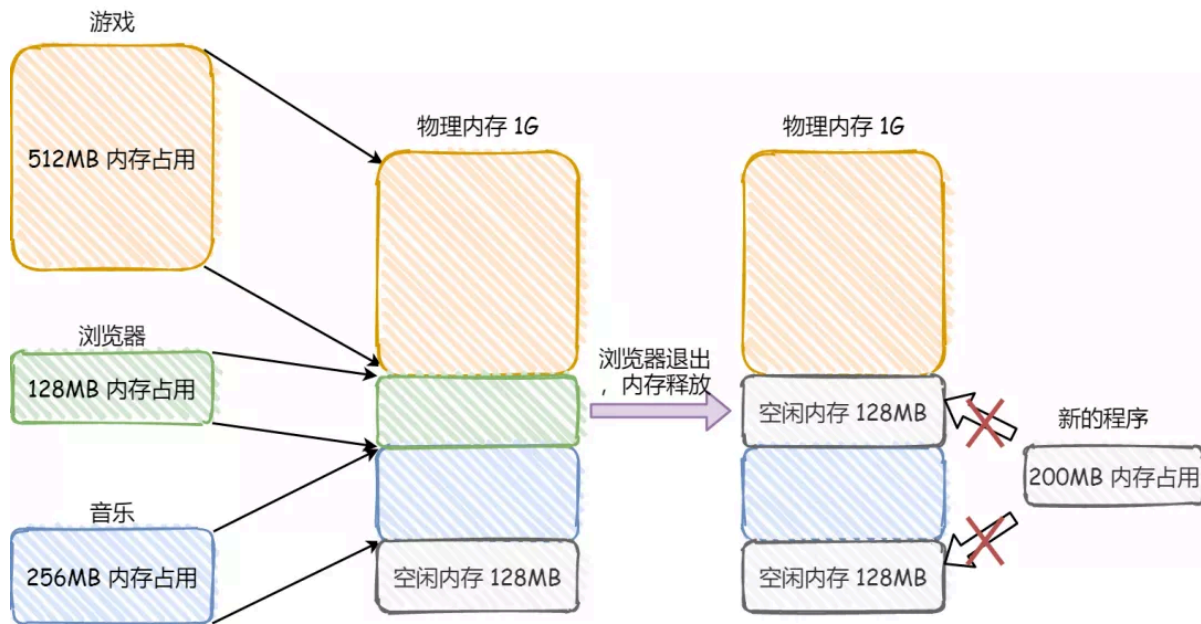 游戏
512MB 内存占用
浏览器
128MB 内存占用
音乐
256MB 内存占用
物理内存 1G
空闲内存 128MB
浏览器退出
，内存释放
物理内存 1G
空闲内存 128MB
空闲内存 128MB
新的程序
200MB 内存占用